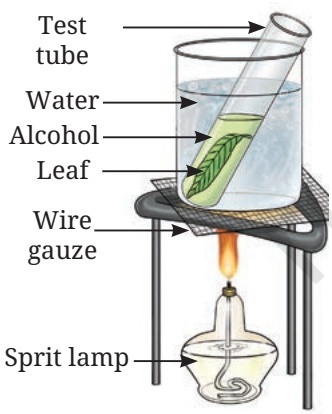 Test
tube
Water
Alcohol
Leaf
Wire
gauze
Sprit lamp